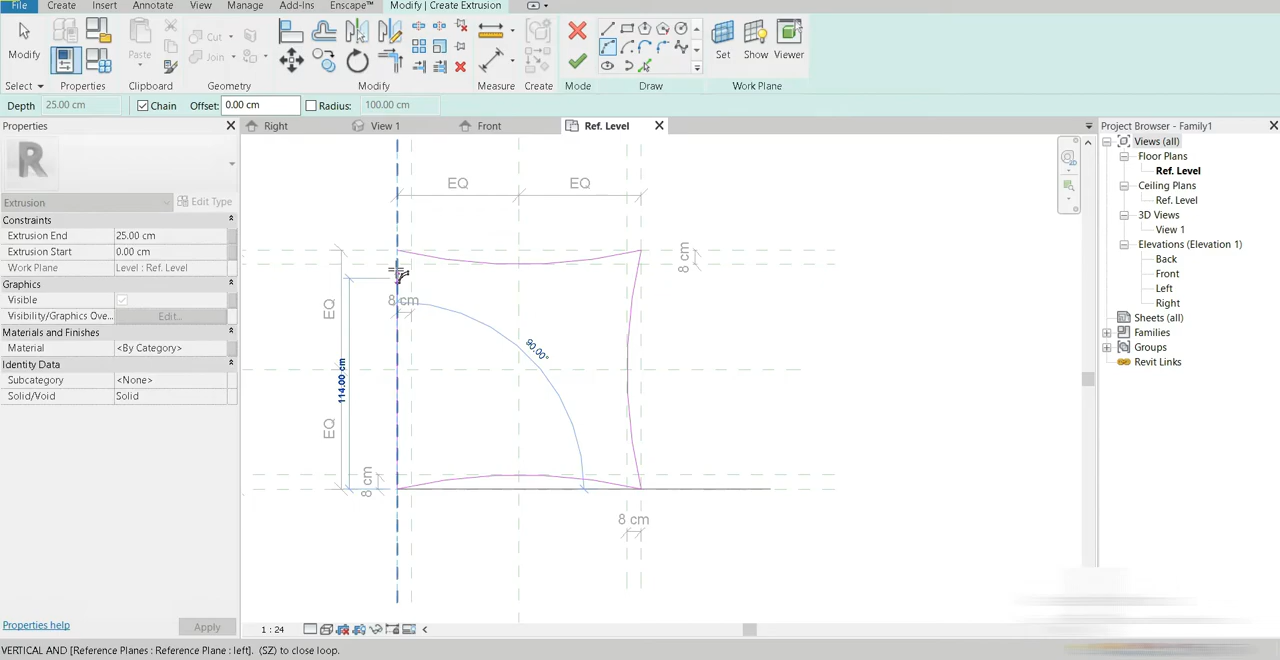 File Create Insert Annotate View Manage Add-Ins Enscape™ Modify | Create Extrusion
Modify Paste Cut Join Set Show Viewer
Select Properties Clipboard Geometry Modify Measure Create Mode Draw Work Plane
Depth 25.00 cm Chain Offset: 0.00 cm Radius: 100.00 cm
Properties Right View 1 Front Ref. Level Project Browser - Family1
R
Extrusion Edit Type
Constraints
Extrusion End 25.00 cm
Extrusion Start 0.00 cm
Work Plane Level : Ref. Level
Graphics
Visible
Visibility/Graphics Ove... Edit...
Materials and Finishes
Material <By Category>
Identity Data
Subcategory <None>
Solid/Void Solid
Properties help Apply
EQ EQ
8 cm
8 cm
EQ
90.00°
114.00 cm
EQ
8 cm
8 cm
Views (all)
Floor Plans
Ref. Level
Ceiling Plans
Ref. Level
3D Views
View 1
Elevations (Elevation 1)
Back
Front
Left
Right
Sheets (all)
Families
Groups
Revit Links
1 : 24
VERTICAL AND [Reference Planes : Reference Plane : left]. (SZ) to close loop.